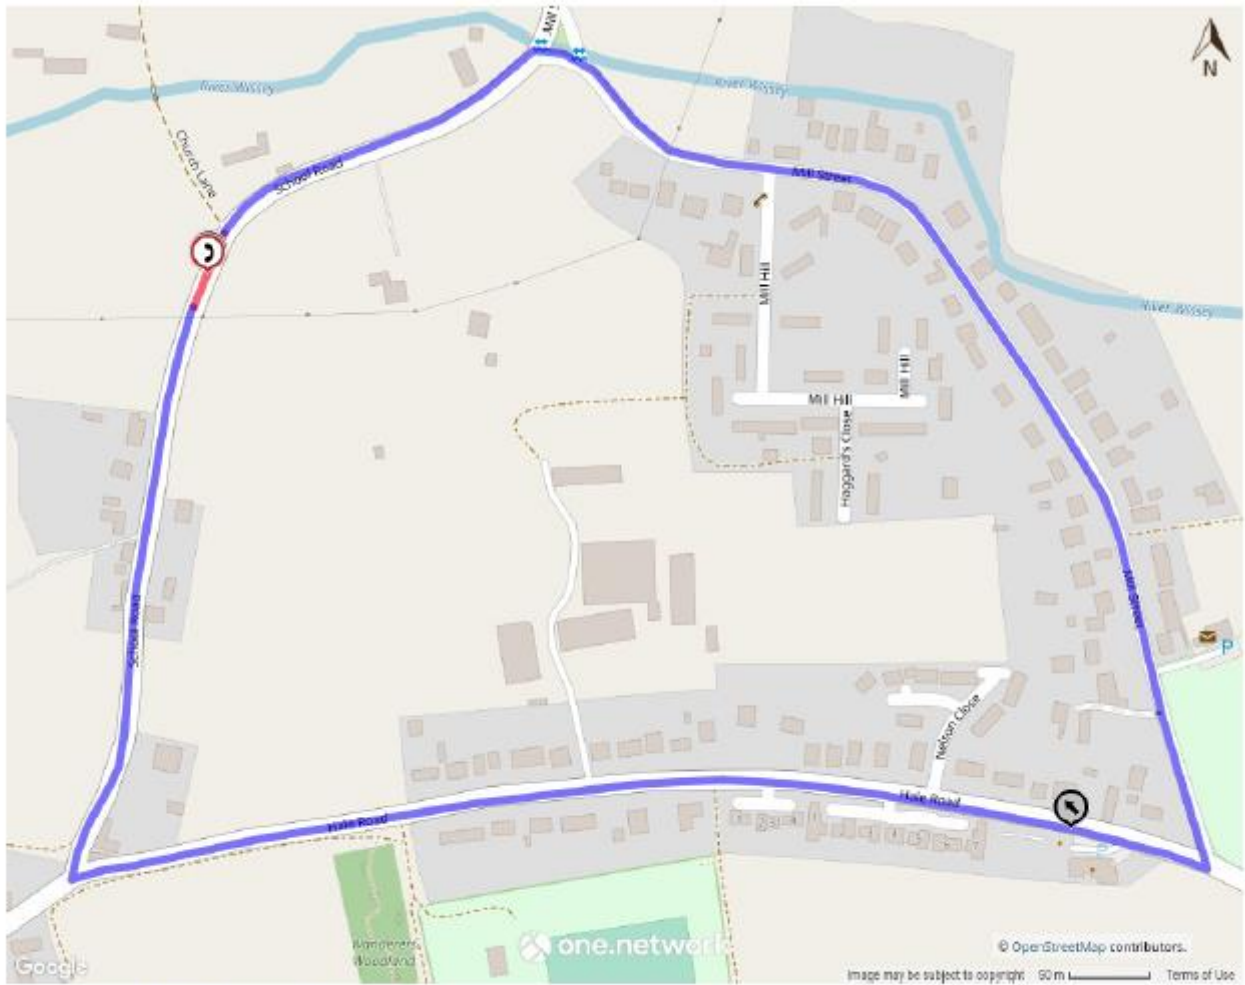 Mill S
N
River Wissey
River Wissey
Church Lane
School Road
Mill Street
Mill Hill
River Wissey
Mill Hill
Mill Hill
Haggard's Close
Mill Street
School Road
P
Nelson Close
Hale Road
Hale Road
P
Wanderers
Woodland
one.network
© OpenStreetMap contributors.
Google
Image may be subject to copyright 50 m Terms of Use